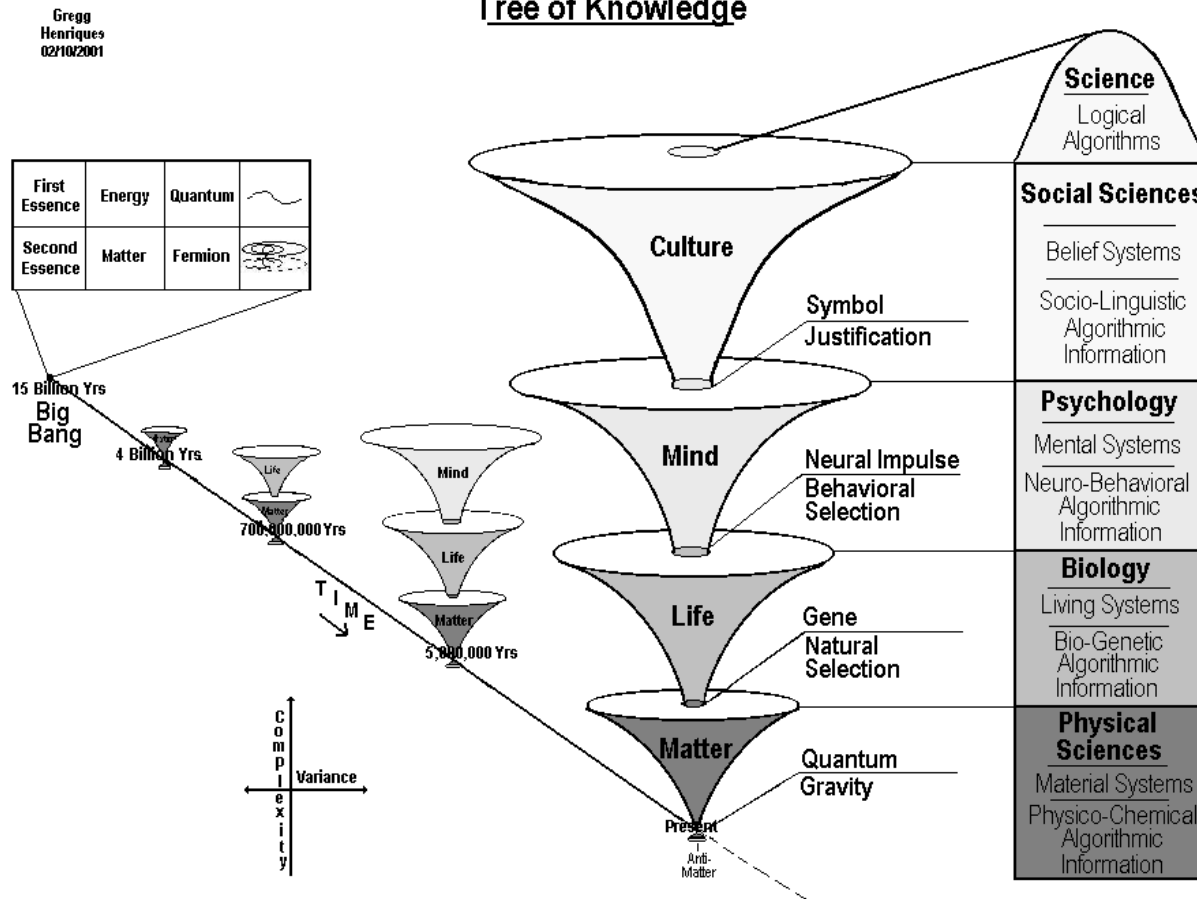 Tree of Knowledge
Gregg
Henriques
02/10/2001
First
Essence
Energy
Quantum
Second
Essence
Matter
Fermion
15 Billion Yrs
Big
Bang
Matter
4 Billion Yrs
Life
Matter
700,000,000 Yrs
Mind
Life
Matter
5,000,000 Yrs
TIME
Complexity
Variance
Culture
Symbol
Justification
Mind
Neural Impulse
Behavioral
Selection
Life
Gene
Natural
Selection
Matter
Quantum
Gravity
Present
Anti-
Matter
Science
Logical
Algorithms
Social Sciences
Belief Systems
Socio-Linguistic
Algorithmic
Information
Psychology
Mental Systems
Neuro-Behavioral
Algorithmic
Information
Biology
Living Systems
Bio-Genetic
Algorithmic
Information
Physical
Sciences
Material Systems
Physico-Chemical
Algorithmic
Information